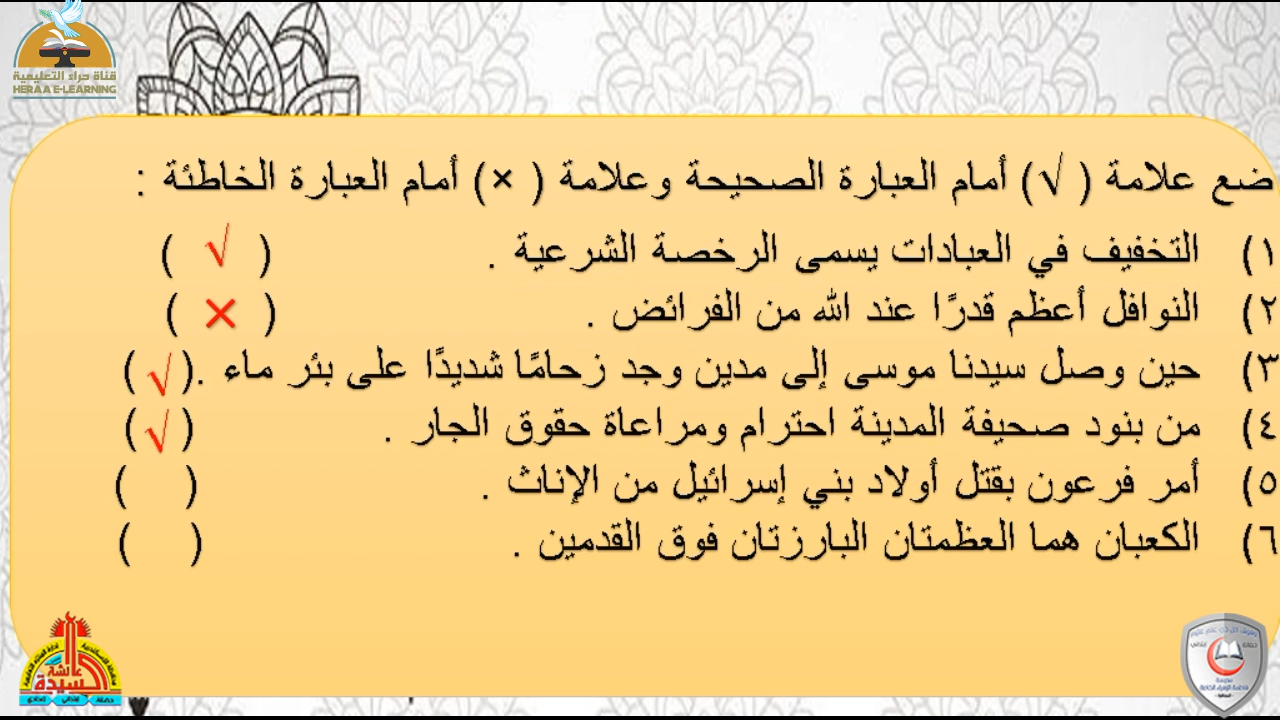 قناة حراء التعليمية
HERAA E-LEARNING
ضع علامة ( √ ) أمام العبارة الصحيحة وعلامة ( × ) أمام العبارة الخاطئة :
١) التخفيف في العبادات يسمى الرخصة الشرعية . ( √ )
٢) النوافل أعظم قدرًا عند الله من الفرائض . ( × )
٣) حين وصل سيدنا موسى إلى مدين وجد زحامًا شديدًا على بئر ماء . ( √ )
٤) من بنود صحيفة المدينة احترام ومراعاة حقوق الجار . ( √ )
٥) أمر فرعون بقتل أولاد بني إسرائيل من الإناث . ( )
٦) الكعبان هما العظمتان البارزتان فوق القدمين . ( )
السيدة عائشة